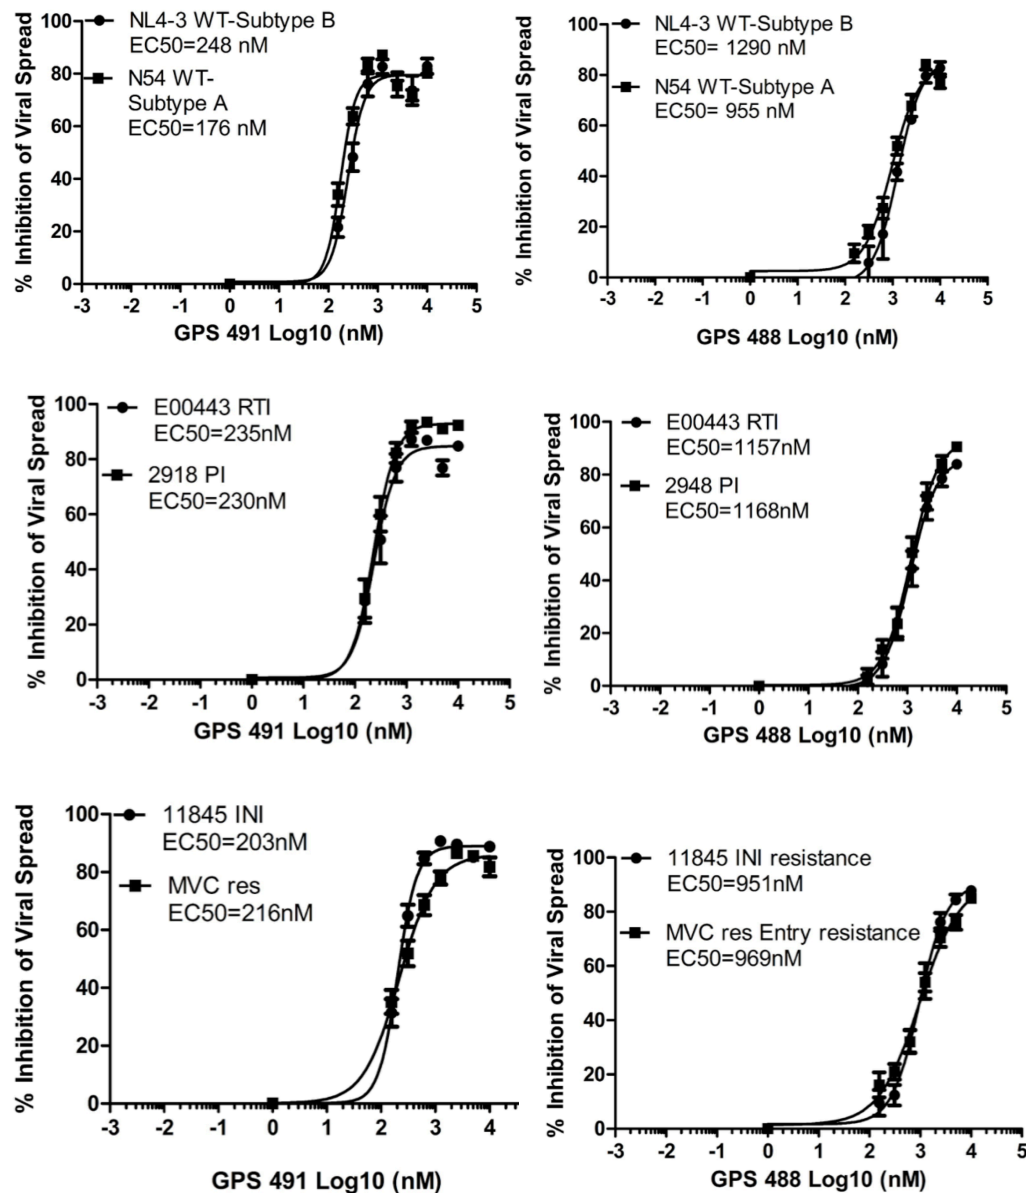 % Inhibition of Viral Spread
100
80
60
40
20
0
NL4-3 WT-Subtype B
EC50=248 nM
N54 WT-
Subtype A
EC50=176 nM
-3 -2 -1 0 1 2 3 4 5
GPS 491 Log10 (nM)
% Inhibition of Viral Spread
100
80
60
40
20
0
NL4-3 WT-Subtype B
EC50= 1290 nM
N54 WT-Subtype A
EC50= 955 nM
-3 -2 -1 0 1 2 3 4 5
GPS 488 Log10 (nM)
% Inhibition of Viral Spread
100
80
60
40
20
0
E00443 RTI
EC50=235nM
2918 PI
EC50=230nM
-3 -2 -1 0 1 2 3 4 5
GPS 491 Log10 (nM)
% Inhibition of Viral Spread
100
80
60
40
20
0
E00443 RTI
EC50=1157nM
2948 PI
EC50=1168nM
-3 -2 -1 0 1 2 3 4 5
GPS 488 Log10 (nM)
% Inhibition of Viral Spread
100
80
60
40
20
0
11845 INI
EC50=203nM
MVC res
EC50=216nM
-3 -2 -1 0 1 2 3 4
GPS 491 Log10 (nM)
% Inhibition of Viral Spread
100
80
60
40
20
0
11845 INI resistance
EC50=951nM
MVC res Entry resistance
EC50=969nM
-3 -2 -1 0 1 2 3 4 5
GPS 488 Log10 (nM)